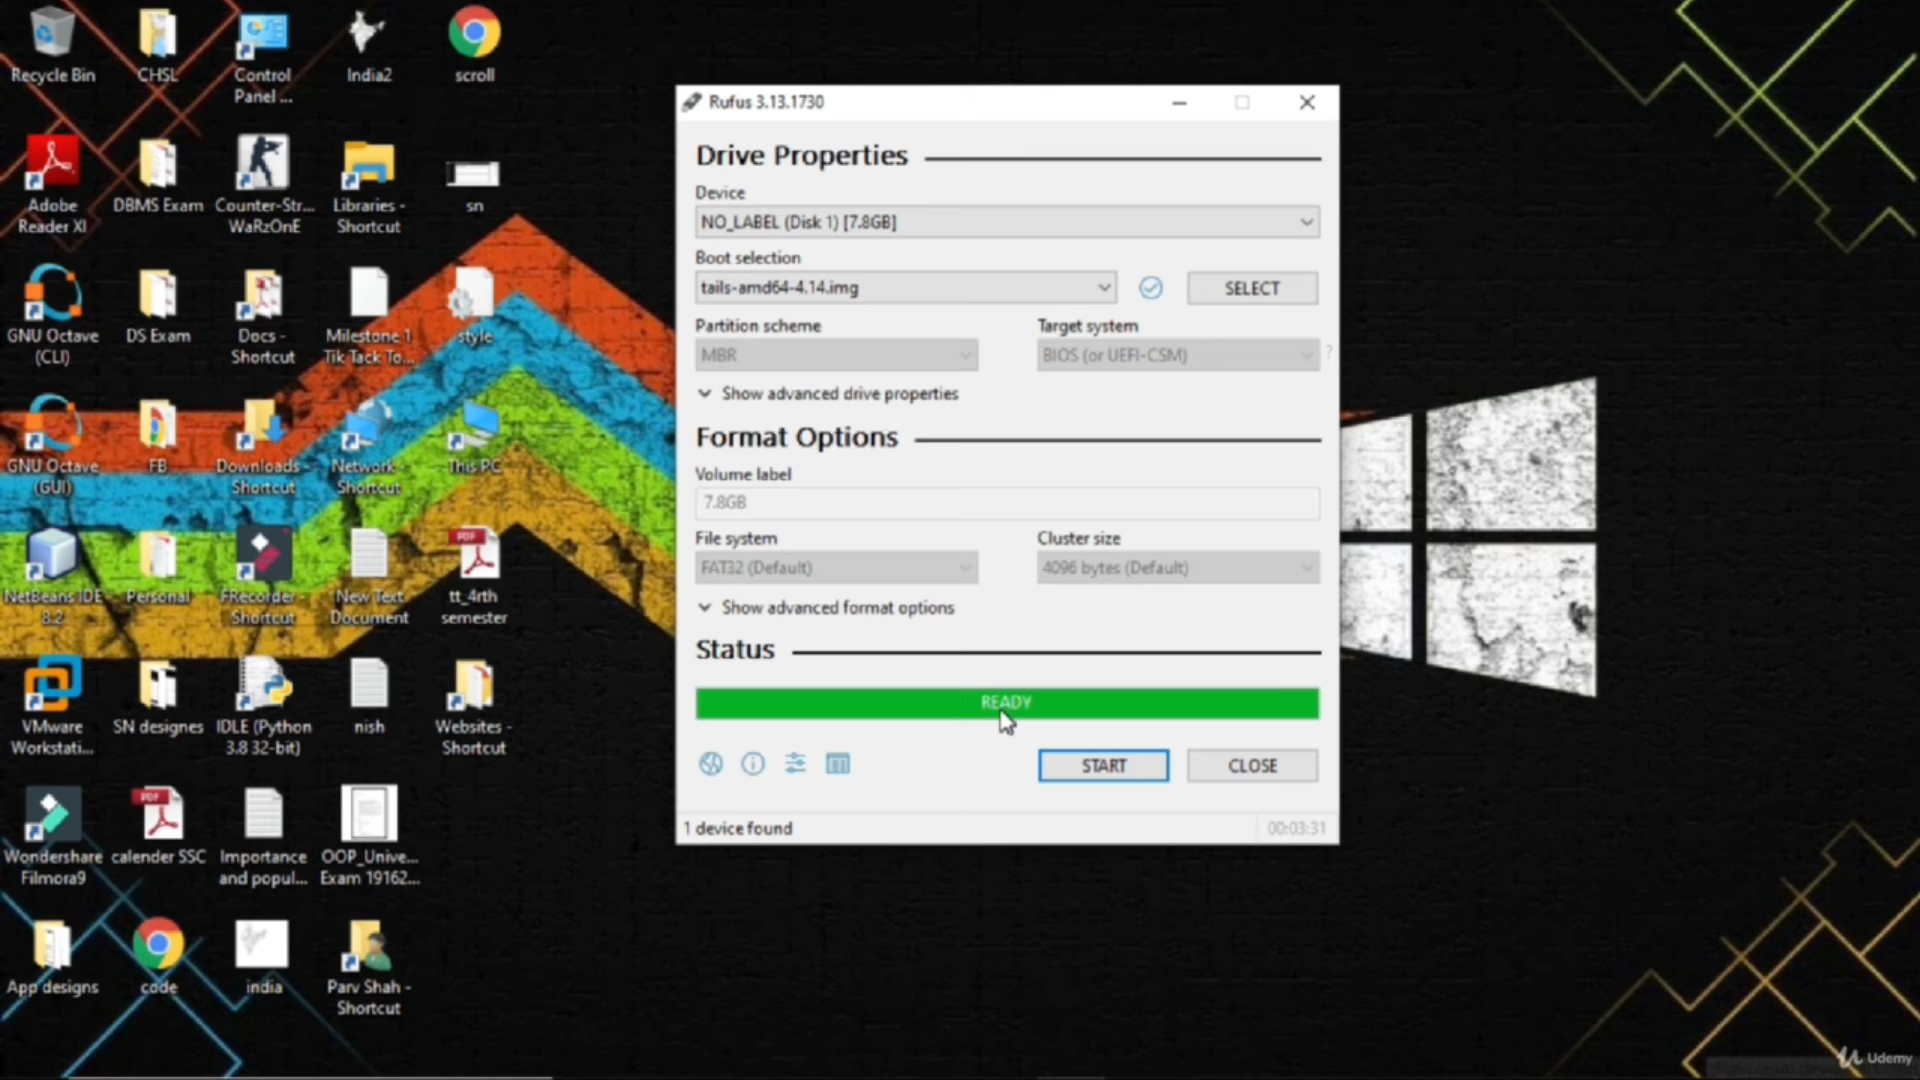 Recycle Bin
CHSL
Control
Panel ...
India2
scroll
Adobe
Reader XI
DBMS Exam
Counter-Str...
WaRzOnE
Libraries -
Shortcut
sn
GNU Octave
(CLI)
DS Exam
Docs -
Shortcut
Milestone 1
Tik Tack To...
style
GNU Octave
(GUI)
FB
Downloads -
Shortcut
Network -
Shortcut
This PC
NetBeans IDE
8.2
Personal
FRecorder -
Shortcut
New Text
Document
PDF
tt_4rth
semester
VMware
Workstati...
SN designes
IDLE (Python
3.8 32-bit)
nish
Websites -
Shortcut
Wondershare
Filmora9
PDF
calender SSC
Importance
and popul...
OOP_Unive...
Exam 19162...
App designs
code
india
Parv Shah -
Shortcut
Rufus 3.13.1730
Drive Properties
Device
NO_LABEL (Disk 1) [7.8GB]
Boot selection
tails-amd64-4.14.img
SELECT
Partition scheme
Target system
MBR
BIOS (or UEFI-CSM)
?
Show advanced drive properties
Format Options
Volume label
7.8GB
File system
Cluster size
FAT32 (Default)
4096 bytes (Default)
Show advanced format options
Status
READY
START
CLOSE
1 device found
00:03:31
Udemy